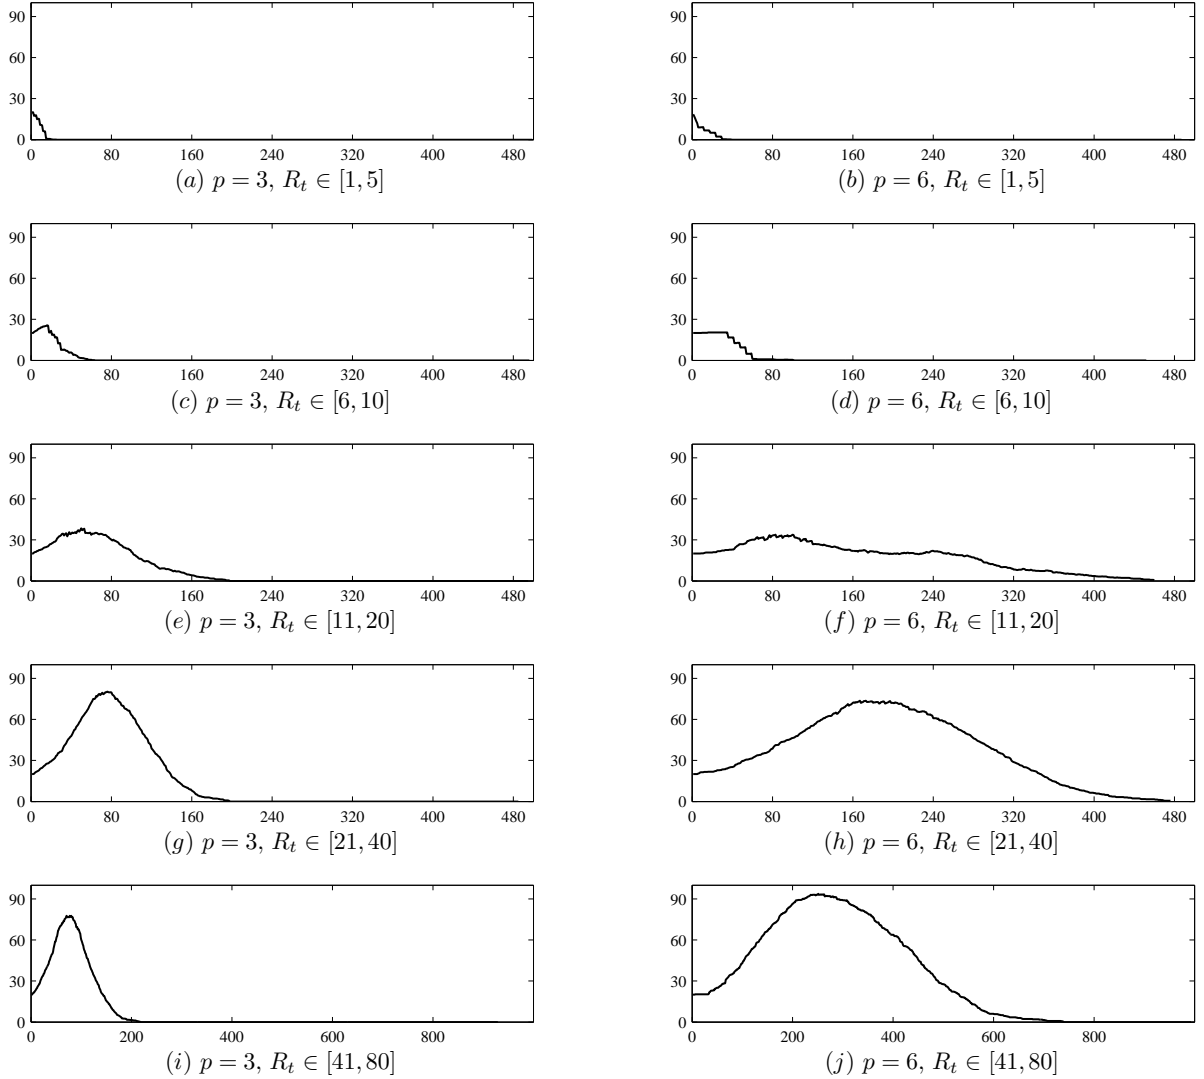 90
60
30
0
0 80 160 240 320 400 480
(a) p = 3, R_t ∈ [1, 5]
90
60
30
0
0 80 160 240 320 400 480
(b) p = 6, R_t ∈ [1, 5]
90
60
30
0
0 80 160 240 320 400 480
(c) p = 3, R_t ∈ [6, 10]
90
60
30
0
0 80 160 240 320 400 480
(d) p = 6, R_t ∈ [6, 10]
90
60
30
0
0 80 160 240 320 400 480
(e) p = 3, R_t ∈ [11, 20]
90
60
30
0
0 80 160 240 320 400 480
(f) p = 6, R_t ∈ [11, 20]
90
60
30
0
0 80 160 240 320 400 480
(g) p = 3, R_t ∈ [21, 40]
90
60
30
0
0 80 160 240 320 400 480
(h) p = 6, R_t ∈ [21, 40]
90
60
30
0
0 200 400 600 800
(i) p = 3, R_t ∈ [41, 80]
90
60
30
0
0 200 400 600 800
(j) p = 6, R_t ∈ [41, 80]